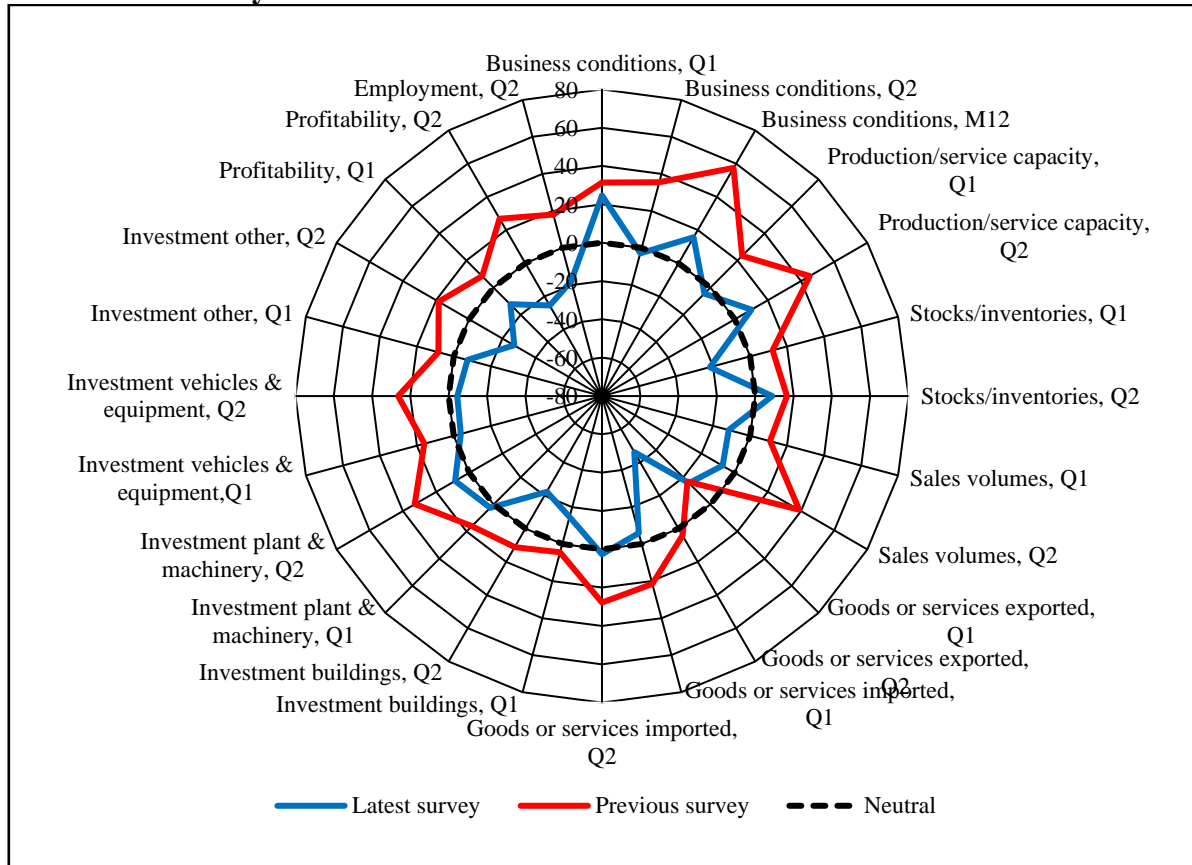 Business conditions, Q1
Business conditions, Q2
Business conditions, M12
Production/service capacity,
Q1
Production/service capacity,
Q2
Stocks/inventories, Q1
Stocks/inventories, Q2
Sales volumes, Q1
Sales volumes, Q2
Goods or services exported,
Q1
Goods or services exported,
Q2
Goods or services imported,
Q1
Goods or services imported,
Q2
Investment buildings, Q1
Investment buildings, Q2
Investment plant &
machinery, Q1
Investment plant &
machinery, Q2
Investment vehicles &
equipment,Q1
Investment vehicles &
equipment, Q2
Investment other, Q1
Investment other, Q2
Profitability, Q1
Profitability, Q2
Employment, Q2
80
60
40
20
0
-20
-40
-60
-80
Latest survey
Previous survey
Neutral